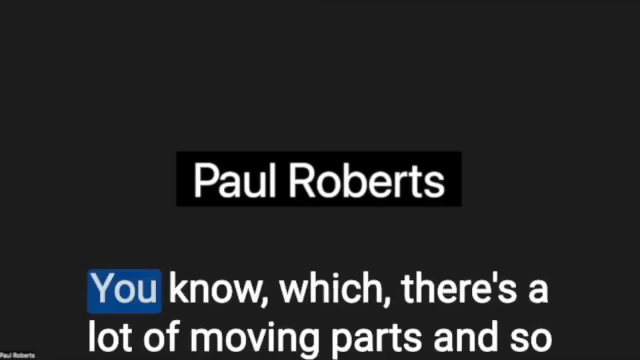 Paul Roberts
You know, which, there's a
lot of moving parts and so
Paul Roberts